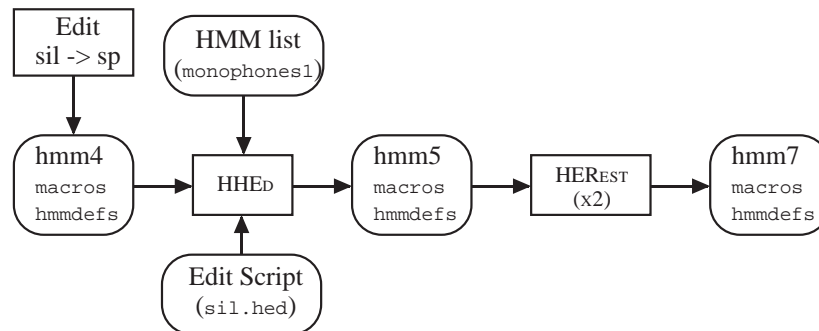 Edit
sil -> sp
HMM list
(monophones1)
hmm4
macros
hmmdefs
HHED
hmm5
macros
hmmdefs
HEREST
(x2)
hmm7
macros
hmmdefs
Edit Script
(sil.hed)